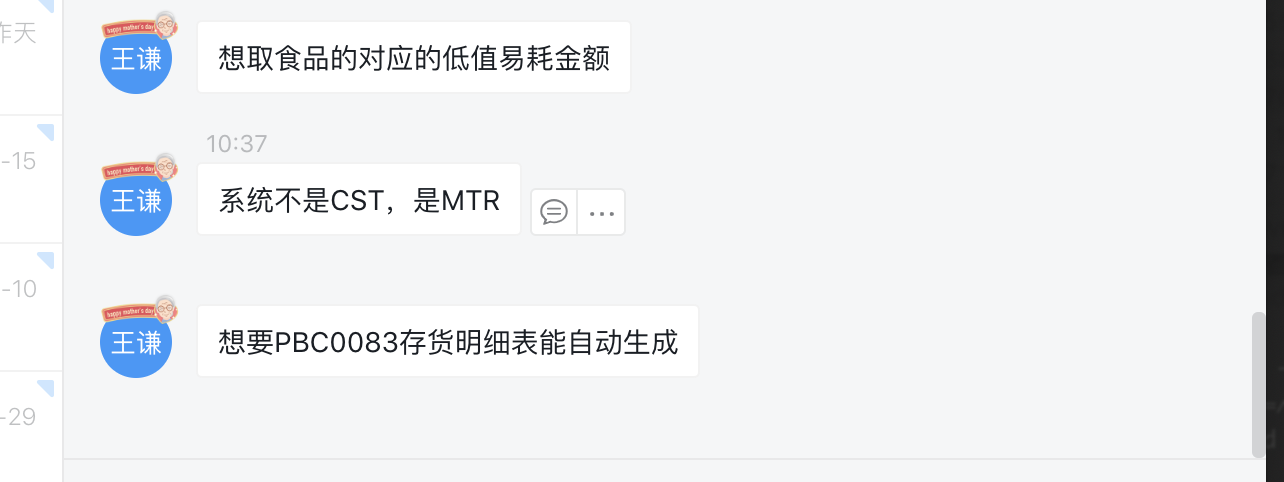 昨天
happy mother's day
王谦
想取食品的对应的低值易耗金额
10:37
-15
happy mother's day
王谦
系统不是CST，是MTR
-10
happy mother's day
王谦
想要PBC0083存货明细表能自动生成
-29